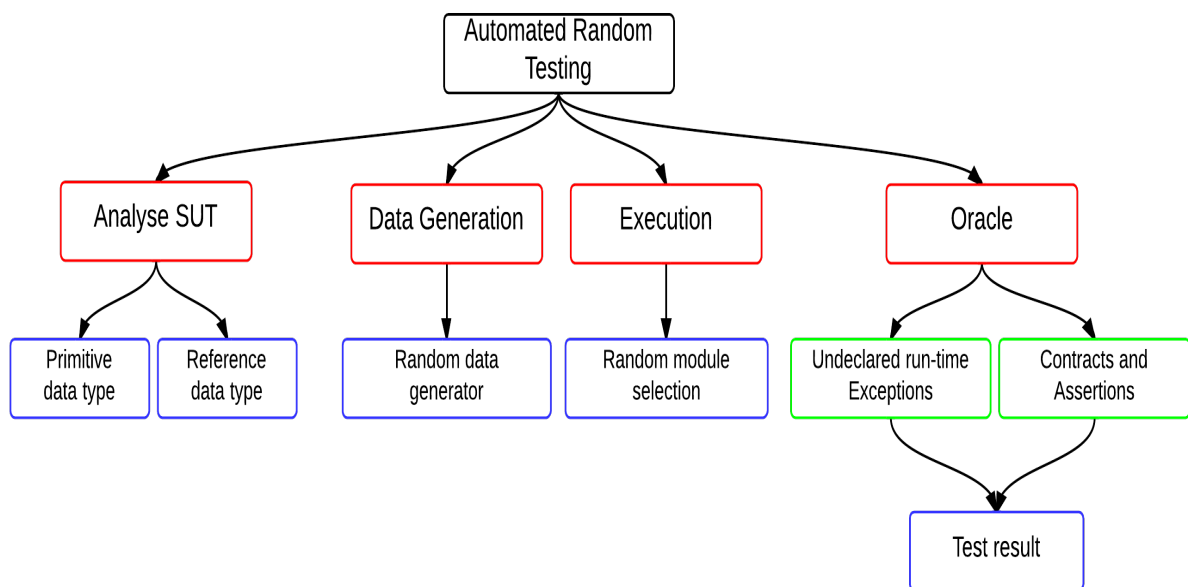 Automated Random
Testing
Analyse SUT
Data Generation
Execution
Oracle
Primitive
data type
Reference
data type
Random data
generator
Random module
selection
Undeclared run-time
Exceptions
Contracts and
Assertions
Test result